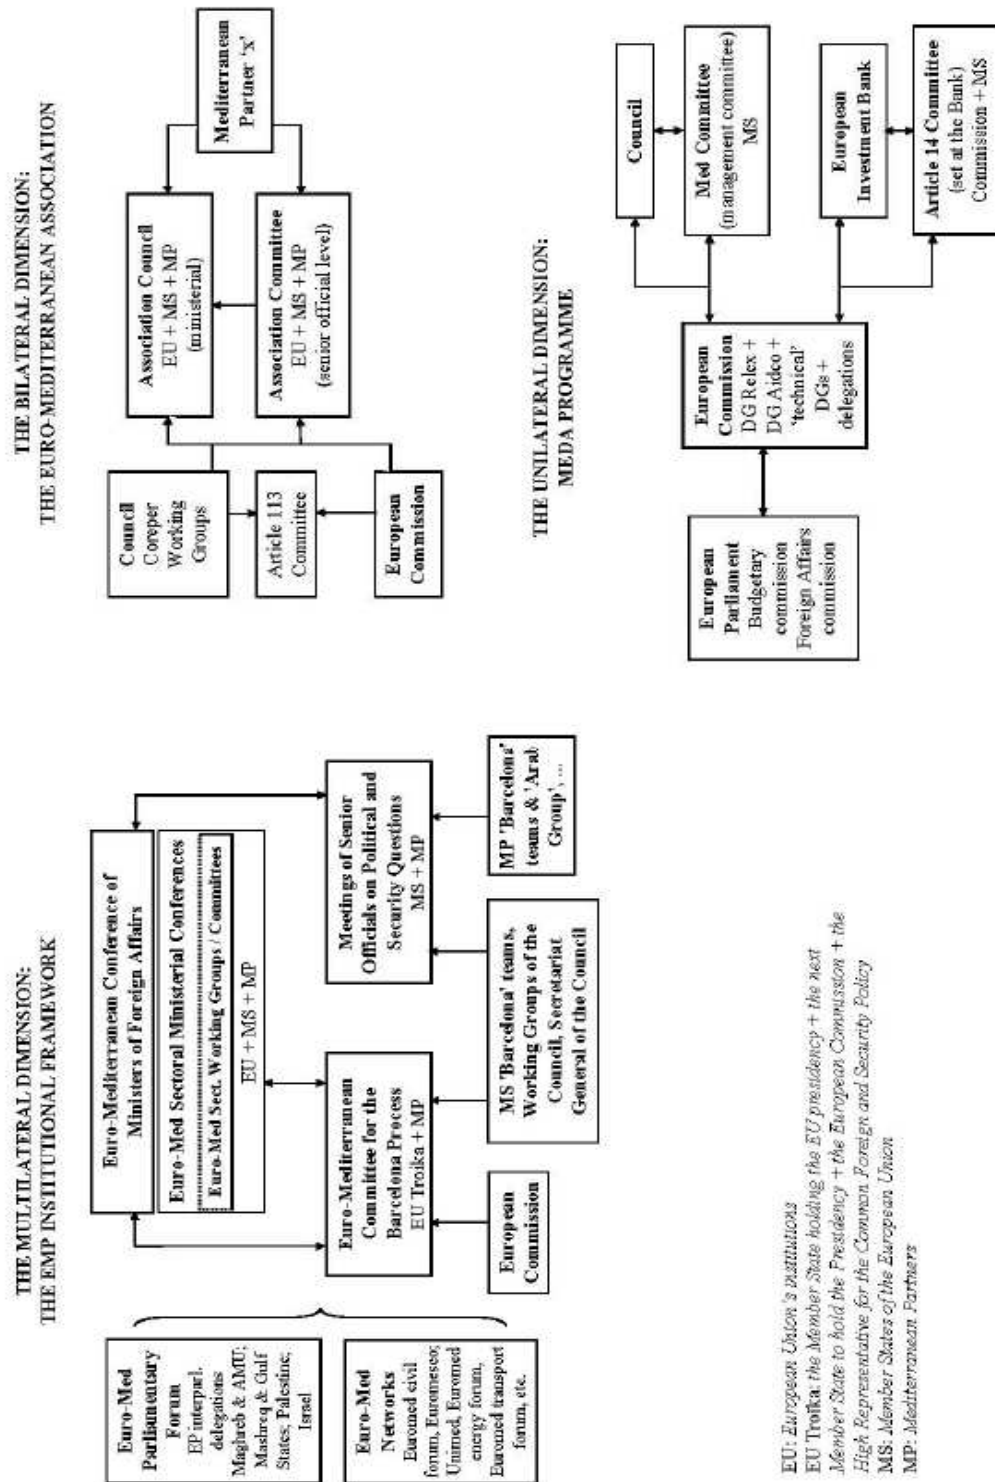 THE MULTILATERAL DIMENSION:
THE EMP INSTITUTIONAL FRAMEWORK
Euro-Med
Parliamentary
Forum
EP interparl.
delegations
Maghreb & AMU;
Mashreq & Gulf
States; Palestine;
Israel
Euro-Med
Networks
Euromed civil
forum, Euromesco;
Unimed, Euromed
energy forum,
Euromed transport
forum, etc.
Euro-Mediterranean Conference of
Ministers of Foreign Affairs
Euro-Med Sectoral Ministerial Conferences
Euro-Med Sect. Working Groups / Committees
EU + MS + MP
Euro-Mediterranean
Committee for the
Barcelona Process
EU Troika + MP
Meetings of Senior
Officials on Political and
Security Questions
MS + MP
European
Commission
MS 'Barcelona' teams,
Working Groups of the
Council, Secretariat
General of the Council
MP 'Barcelona'
teams & 'Arab
Group', ...
THE BILATERAL DIMENSION:
THE EURO-MEDITERRANEAN ASSOCIATION
Council
Coreper
Working
Groups
Article 113
Committee
European
Commission
Association Council
EU + MS + MP
(ministerial)
Association Committee
EU + MS + MP
(senior official level)
Mediterranean
Partner 'x'
THE UNILATERAL DIMENSION:
MEDA PROGRAMME
European
Parliament
Budgetary
commission
Foreign Affairs
commission
European
Commission
DG Relex +
DG Aidco +
'technical'
DGs +
delegations
Council
Med Committee
(management committee)
MS
European
Investment Bank
Article 14 Committee
(set at the Bank)
Commission + MS
EU: European Union's institutions
EU Troika: the Member State holding the EU presidency + the next
Member State to hold the Presidency + the European Commission + the
High Representative for the Common Foreign and Security Policy
MS: Member States of the European Union
MP: Mediterranean Partners